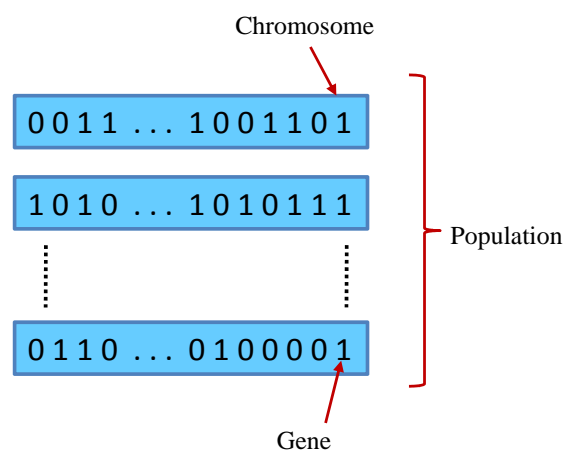 Chromosome
0 0 1 1 ... 1 0 0 1 1 0 1
1 0 1 0 ... 1 0 1 0 1 1 1
Population
0 1 1 0 ... 0 1 0 0 0 0 1
Gene